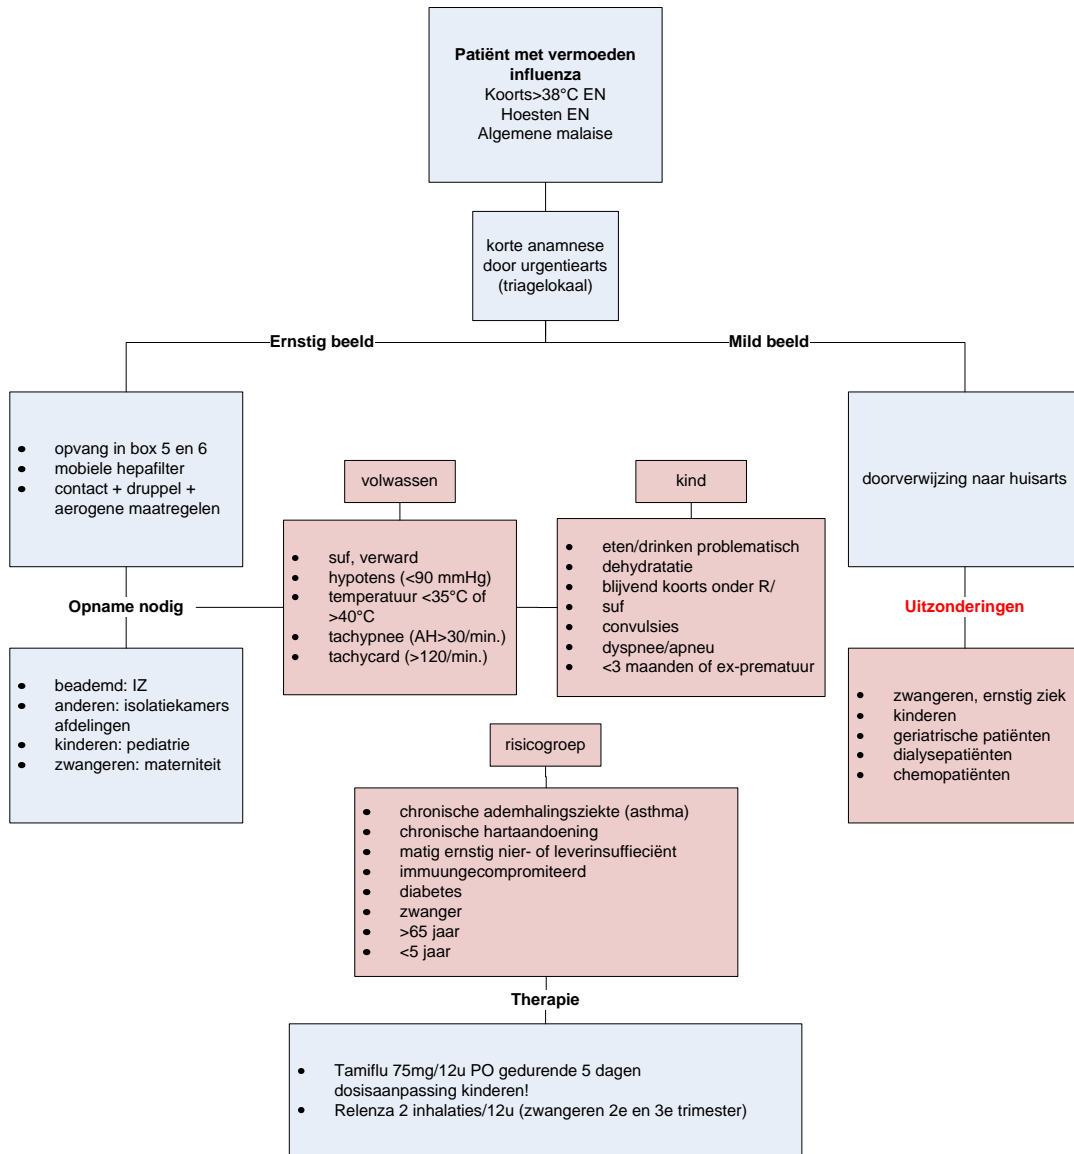 Patiënt met vermoeden
influenza
Koorts>38°C EN
Hoesten EN
Algemene malaise
korte anamnese
door urgentiearts
(triagelokaal)
Ernstig beeld
Mild beeld
• opvang in box 5 en 6
• mobiele hepafilter
• contact + druppel +
aerogene maatregelen
volwassen
kind
doorverwijzing naar huisarts
• suf, verward
• hypotens (<90 mmHg)
• temperatuur <35°C of
>40°C
• tachypnee (AH>30/min.)
• tachycard (>120/min.)
• eten/drinken problematisch
• dehydratatie
• blijvend koorts onder R/
• suf
• convulsies
• dyspnee/apneu
• <3 maanden of ex-prematuur
Opname nodig
Uitzonderingen
• beademd: IZ
• anderen: isolatiekamers
afdelingen
• kinderen: pediatrie
• zwangeren: materniteit
• zwangeren, ernstig ziek
• kinderen
• geriatrische patiënten
• dialysepatiënten
• chemopatiënten
risicogroep
• chronische ademhalingsziekte (asthma)
• chronische hartaandoening
• matig ernstig nier- of leverinsuffieciënt
• immuungecompromiteerd
• diabetes
• zwanger
• >65 jaar
• <5 jaar
Therapie
• Tamiflu 75mg/12u PO gedurende 5 dagen
dosisaanpassing kinderen!
• Relenza 2 inhalaties/12u (zwangeren 2e en 3e trimester)